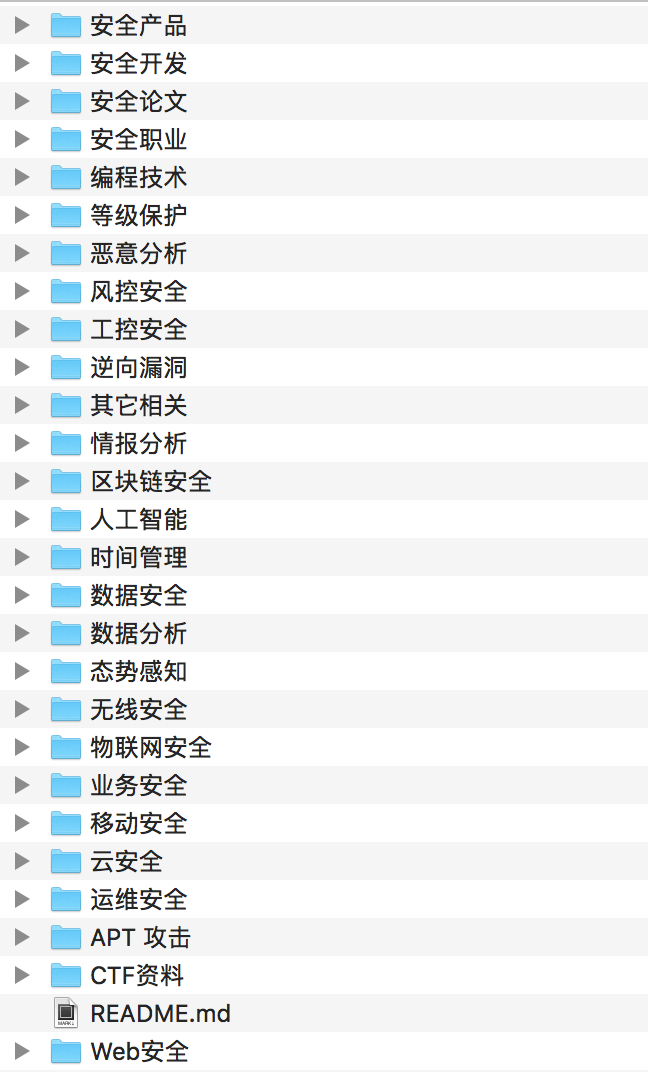 安全产品
安全开发
安全论文
安全职业
编程技术
等级保护
恶意分析
风控安全
工控安全
逆向漏洞
其它相关
情报分析
区块链安全
人工智能
时间管理
数据安全
数据分析
态势感知
无线安全
物联网安全
业务安全
移动安全
云安全
运维安全
APT 攻击
CTF资料
README.md
Web安全